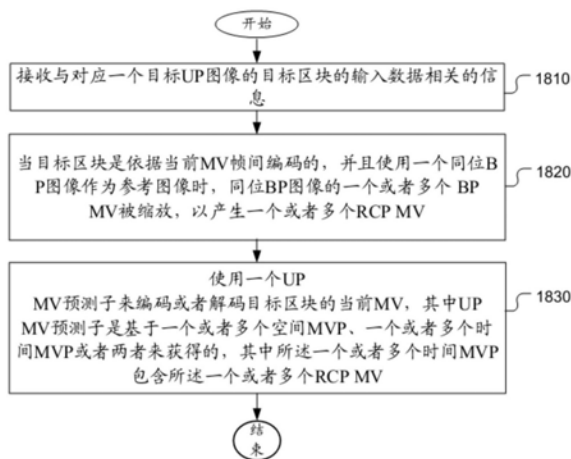 开始
接收与对应一个目标UP图像的目标区块的输入数据相关的信
息
1810
当目标区块是依据当前MV帧间编码的，并且使用一个同位B
P图像作为参考图像时，同位BP图像的一个或者多个 BP
MV被缩放，以产生一个或者多个RCP MV
1820
使用一个UP
MV预测子来编码或者解码目标区块的当前MV，其中UP
MV预测子是基于一个或者多个空间MVP、一个或者多个时
间MVP或者两者来获得的，其中所述一个或者多个时间MVP
包含所述一个或者多个RCP MV
1830
结
束